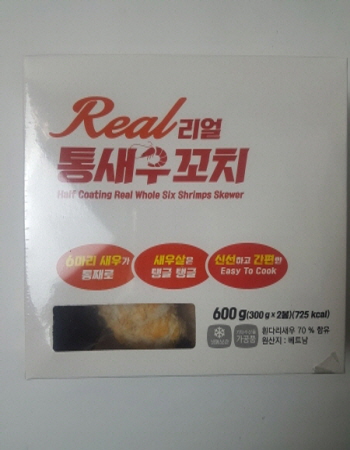 Real 리얼
통새우꼬치
Half Coating Real Whole Six Shrimps Skewer
6마리 새우가
통째로
새우살은
탱글 탱글
신선하고 간편한
Easy To Cook
600 g(300 g×2봉)(725 kcal)
흰다리새우 70 % 함유
원산지 : 베트남